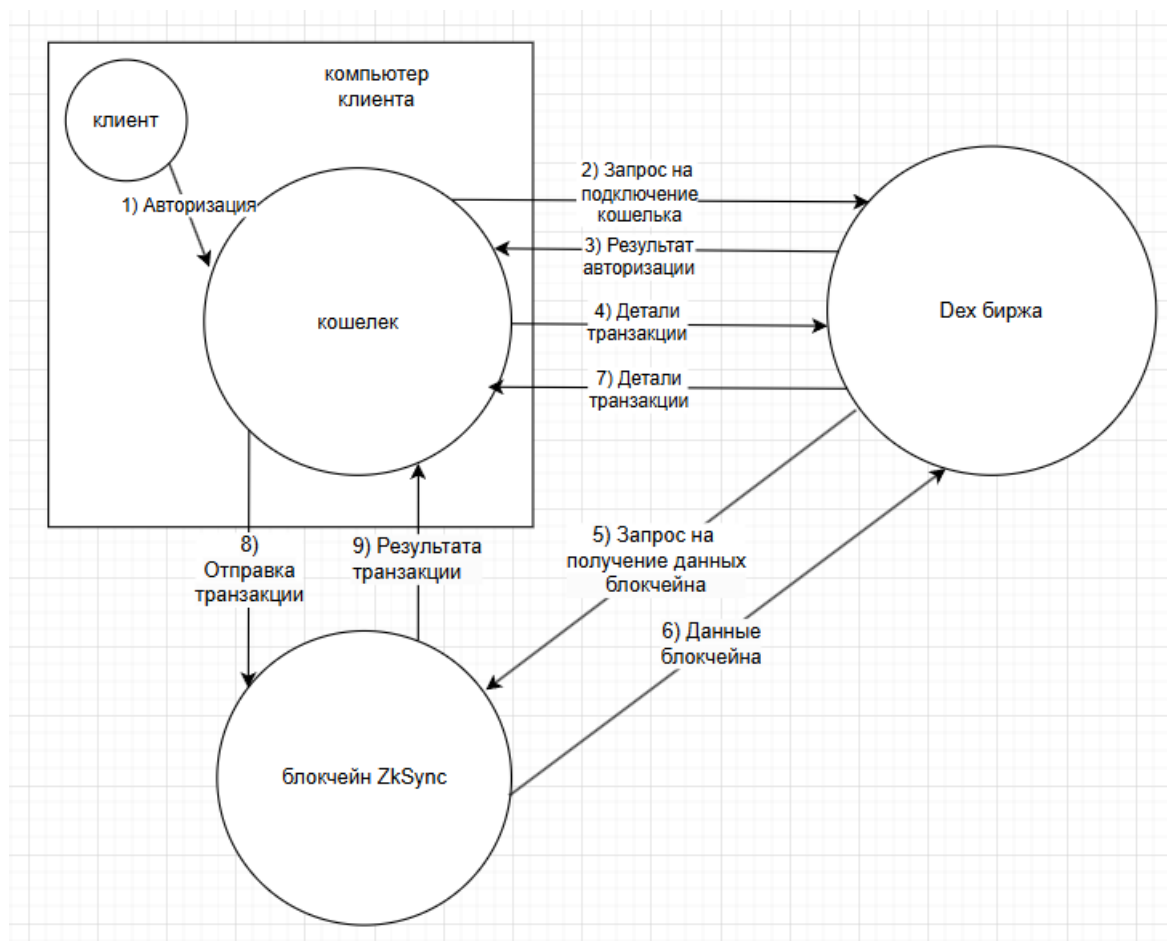 компьютер
клиента
клиент
1) Авторизация
кошелек
2) Запрос на
подключение
кошелька
3) Результат
авторизации
4) Детали
транзакции
7) Детали
транзакции
Dex биржа
5) Запрос на
получение данных
блокчейна
6) Данные
блокчейна
8)
Отправка
транзакции
9) Результата
транзакции
блокчейн ZkSync